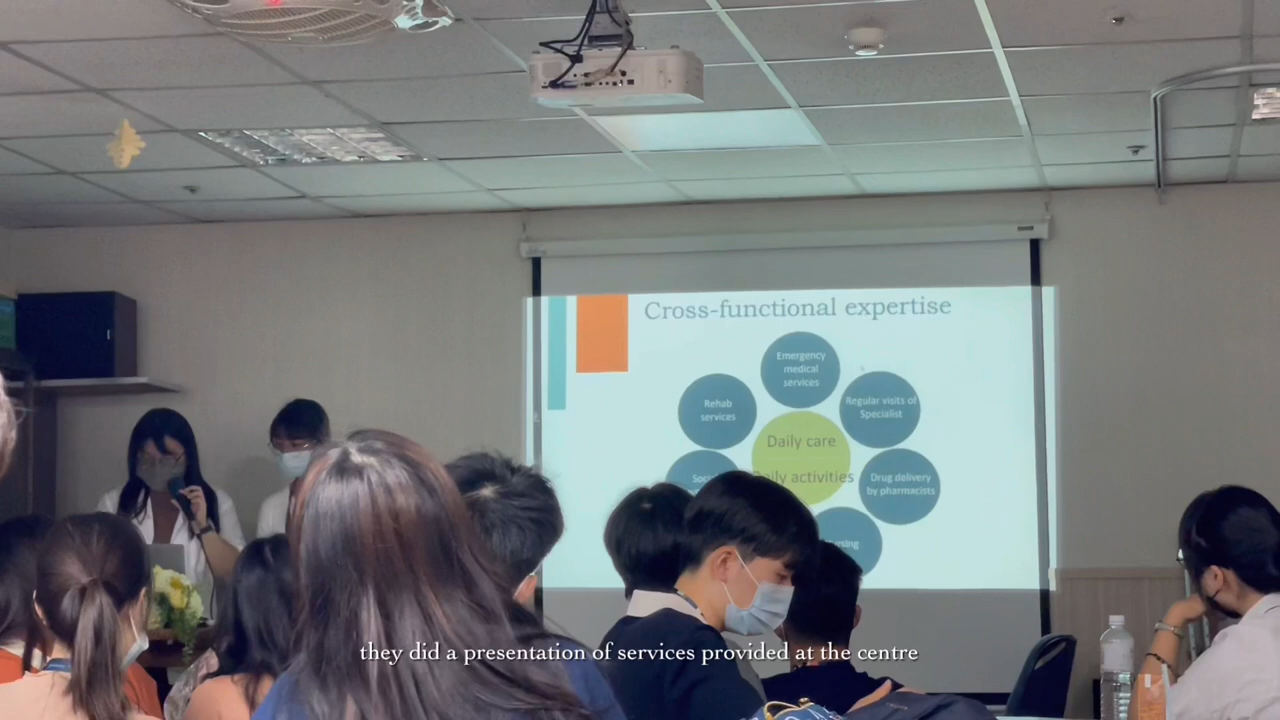 Cross-functional expertise
Emergency
medical
services
Rehab
services
Regular visits of
Specialist
Daily care
Daily activities
Drug delivery
by pharmacists
they did a presentation of services provided at the centre